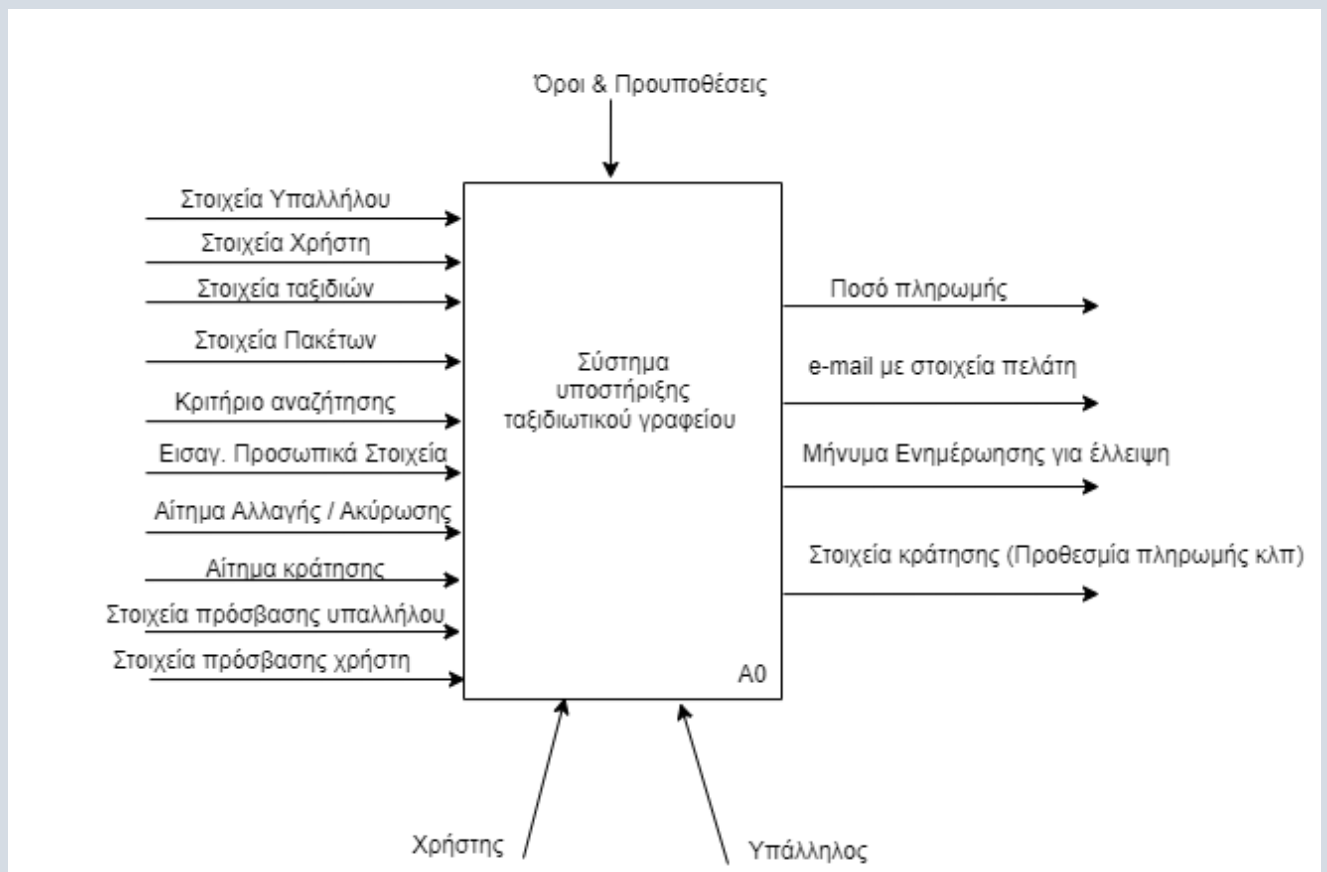 Όροι & Προυποθέσεις
Στοιχεία Υπαλλήλου
Στοιχεία Χρήστη
Στοιχεία ταξιδιών
Στοιχεία Πακέτων
Κριτήριο αναζήτησης
Εισαγ. Προσωπικά Στοιχεία
Αίτημα Αλλαγής / Ακύρωσης
Αίτημα κράτησης
Στοιχεία πρόσβασης υπαλλήλου
Στοιχεία πρόσβασης χρήστη
Σύστημα
υποστήριξης
ταξιδιωτικού γραφείου
A0
Ποσό πληρωμής
e-mail με στοιχεία πελάτη
Μήνυμα Ενημέρωησης για έλλειψη
Στοιχεία κράτησης (Προθεσμία πληρωμής κλπ)
Χρήστης
Υπάλληλος